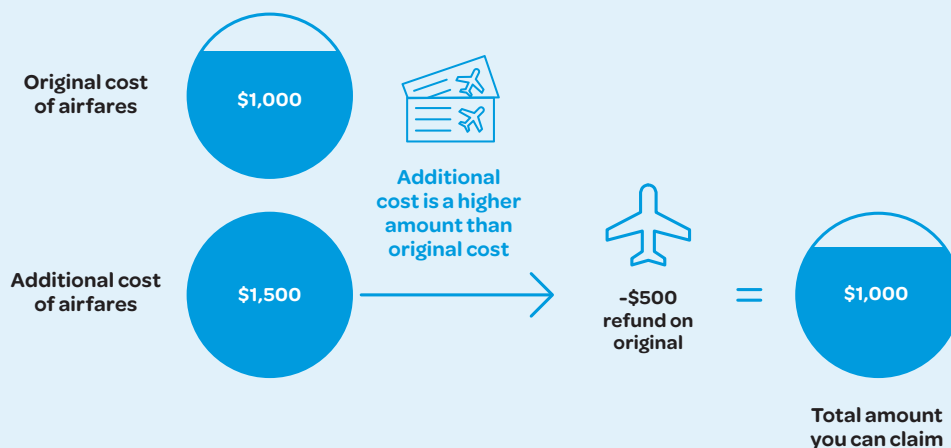 Original cost
of airfares
$1,000
Additional
cost is a higher
amount than
original cost
Additional cost
of airfares
$1,500
-$500
refund on
original
=
$1,000
Total amount
you can claim